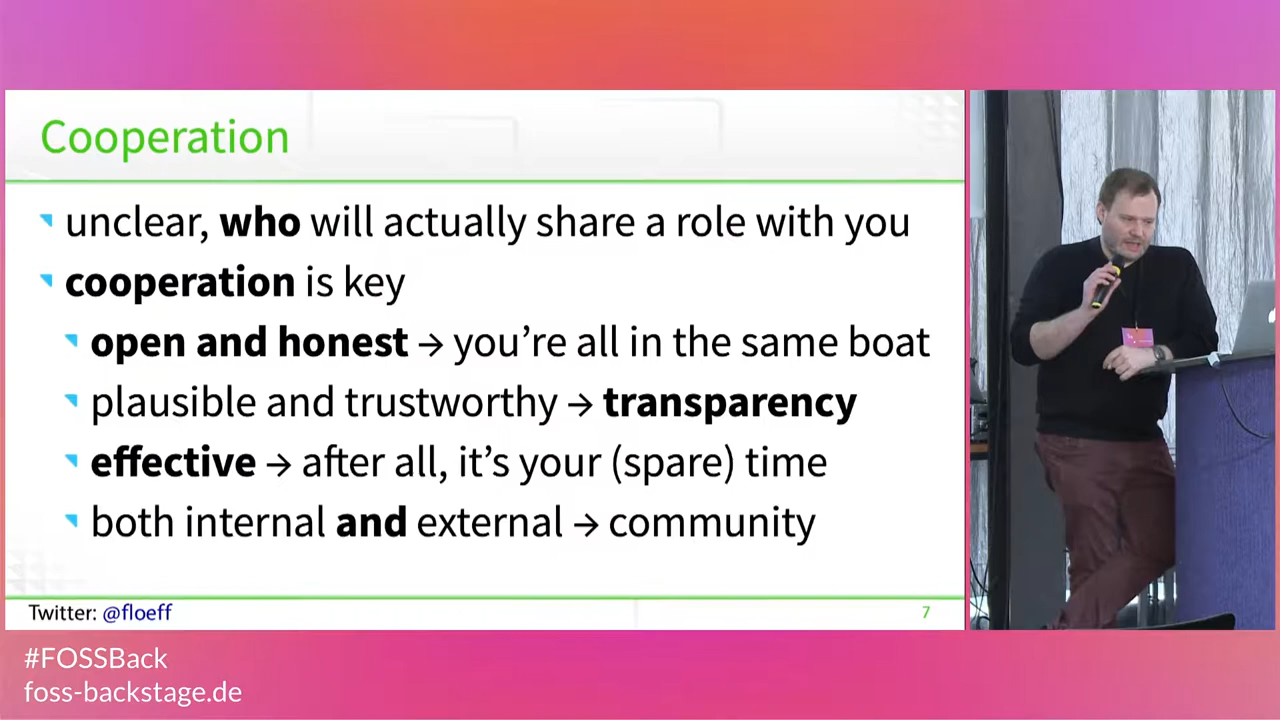 Cooperation
unclear, who will actually share a role with you
cooperation is key
open and honest → you're all in the same boat
plausible and trustworthy → transparency
effective → after all, it's your (spare) time
both internal and external → community
Twitter: @floeff
7
#FOSSBack
foss-backstage.de